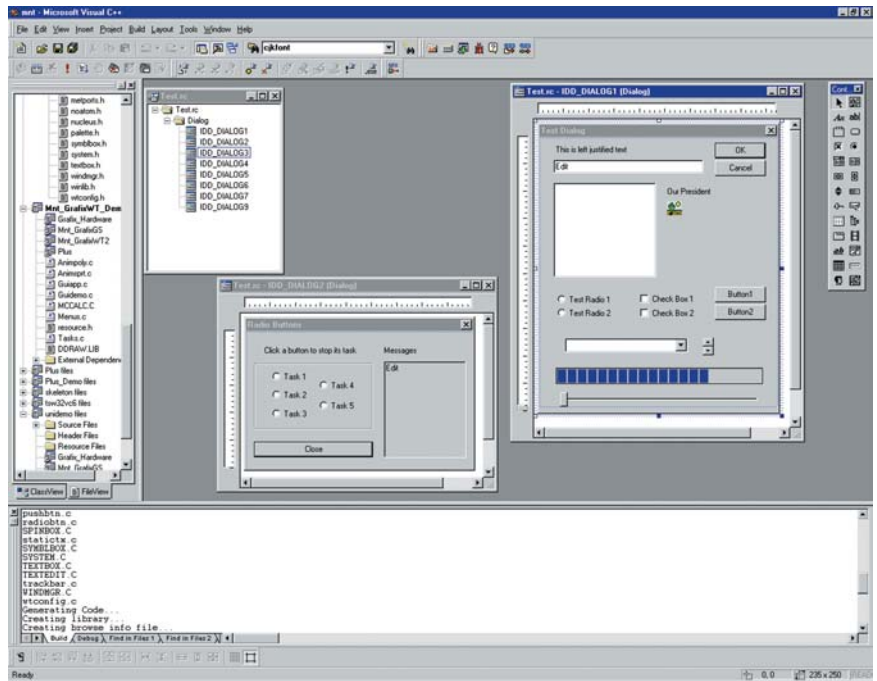 mnt - Microsoft Visual C++
File Edit View Insert Project Build Layout Tools Window Help
cjkfont
metports.h
noatom.h
nucleus.h
palette.h
symblbox.h
system.h
textbox.h
windmgr.h
winlib.h
wtconfig.h
Mnt_GrafixWT_Dem
Grafix_Hardware
Mnt_GrafixGS
Mnt_GrafixWT2
Plus
Animpoly.c
Animsprt.c
Guiapp.c
Guidemo.c
MCCALC.C
Menus.c
resource.h
Tasks.c
DDRAW.LIB
External Dependen
Plus files
Plus_Demo files
skeleton files
tsw32vc6 files
unidemo files
Source Files
Header Files
Resource Files
Grafix_Hardware
Mnt_GrafixGS
ClassView FileView
Test.rc
Test.rc
Dialog
IDD_DIALOG1
IDD_DIALOG2
IDD_DIALOG3
IDD_DIALOG4
IDD_DIALOG5
IDD_DIALOG6
IDD_DIALOG7
IDD_DIALOG9
Test.rc - IDD_DIALOG2 (Dialog)
Radio Buttons
Click a button to stop its task
Messages
Task 1
Task 2
Task 3
Task 4
Task 5
Edit
Close
Test.rc - IDD_DIALOG1 (Dialog)
Test Dialog
This is left justified text
OK
Edit
Cancel
Our President
Test Radio 1
Check Box 1
Button1
Test Radio 2
Check Box 2
Button2
Cont
Aa abl
pushbtn.c
radiobtn.c
SPINBOX.C
statictx.c
SYMBLBOX.C
SYSTEM.C
TEXTBOX.C
TEXTEDIT.C
trackbar.c
WINDMGR.C
wtconfig.c
Generating Code...
Creating library...
Creating browse info file...
Build Debug Find in Files 1 Find in Files 2
Ready
0, 0
235 x 250
READ